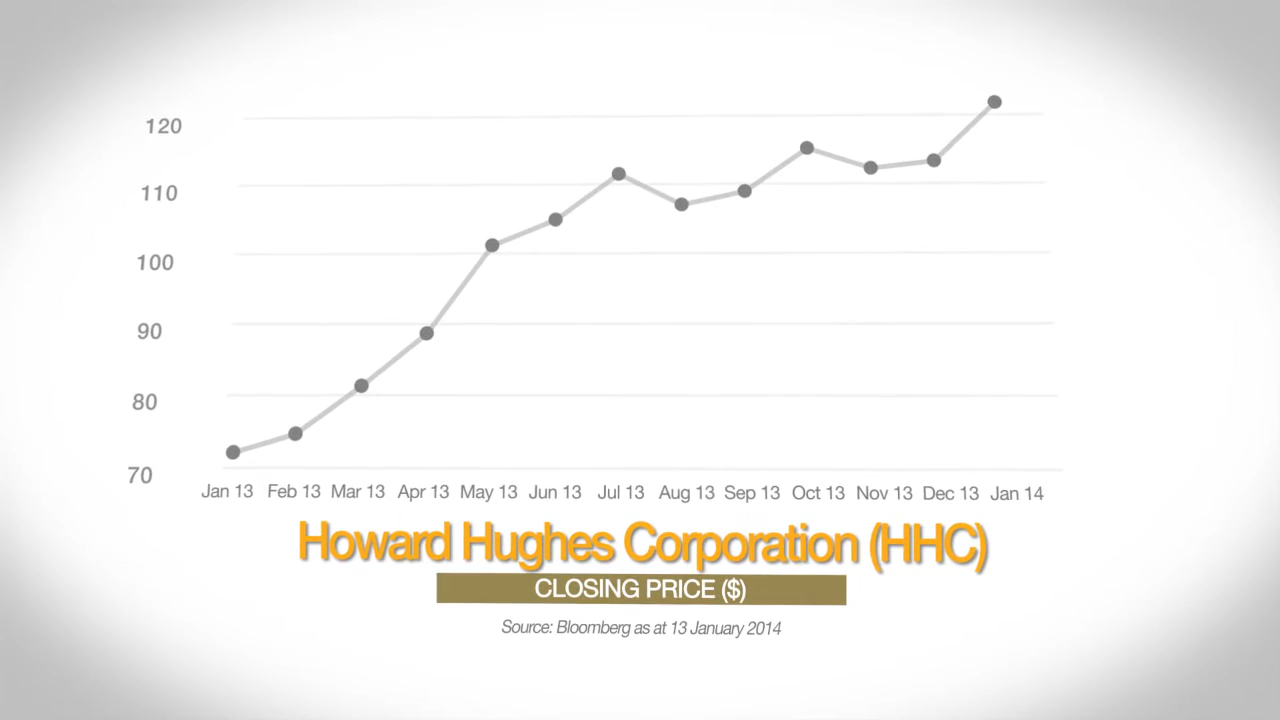 120
110
100
90
80
70
Jan 13 Feb 13 Mar 13 Apr 13 May 13 Jun 13 Jul 13 Aug 13 Sep 13 Oct 13 Nov 13 Dec 13 Jan 14
Howard Hughes Corporation (HHC)
CLOSING PRICE ($)
Source: Bloomberg as at 13 January 2014